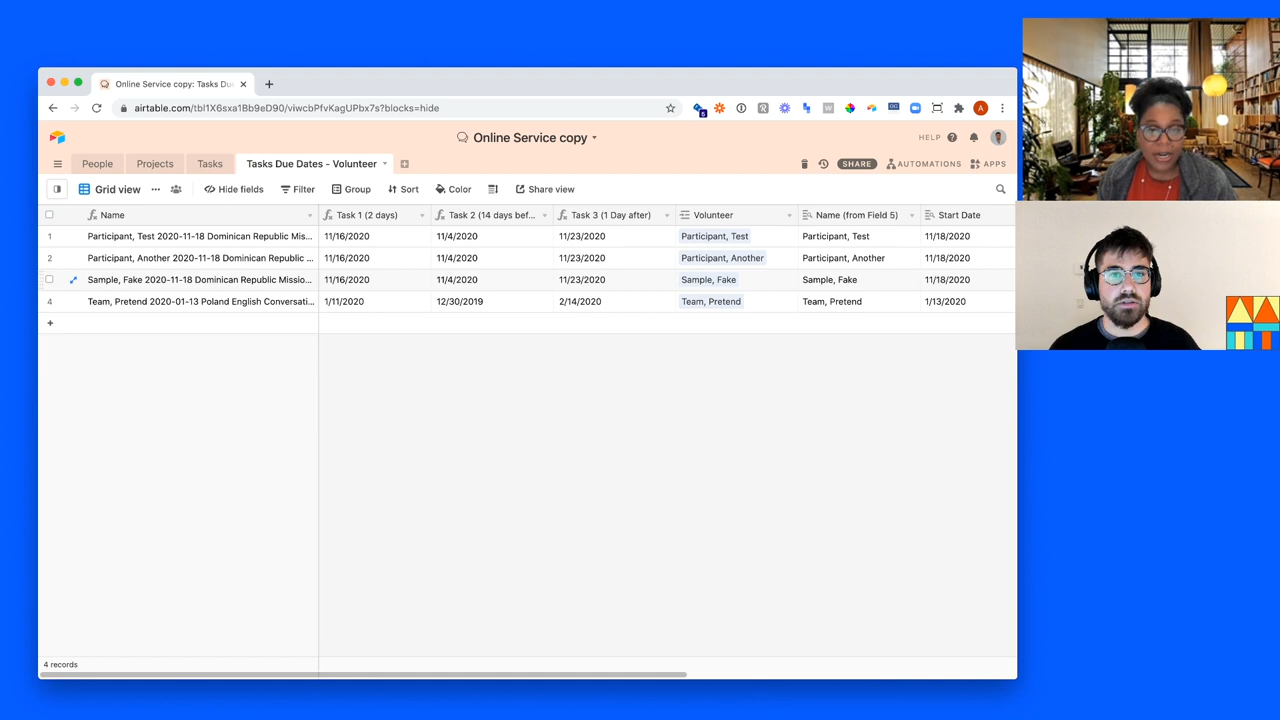 Online Service copy: Tasks Du
airtable.com/tbl1X6sxa1Bb9eD90/viwcbPfvKagUPbx7s?blocks=hide
5
A
Online Service copy
HELP
People Projects Tasks Tasks Due Dates - Volunteer
SHARE AUTOMATIONS APPS
Grid view Hide fields Filter Group Sort Color Share view
Name Task 1 (2 days) Task 2 (14 days bef... Task 3 (1 Day after) Volunteer Name (from Field 5) Start Date
1 Participant, Test 2020-11-18 Dominican Republic Mis... 11/16/2020 11/4/2020 11/23/2020 Participant, Test Participant, Test 11/18/2020
2 Participant, Another 2020-11-18 Dominican Republic ... 11/16/2020 11/4/2020 11/23/2020 Participant, Another Participant, Another 11/18/2020
Sample, Fake 2020-11-18 Dominican Republic Missio... 11/16/2020 11/4/2020 11/23/2020 Sample, Fake Sample, Fake 11/18/2020
4 Team, Pretend 2020-01-13 Poland English Conversati... 1/11/2020 12/30/2019 2/14/2020 Team, Pretend Team, Pretend 1/13/2020
4 records